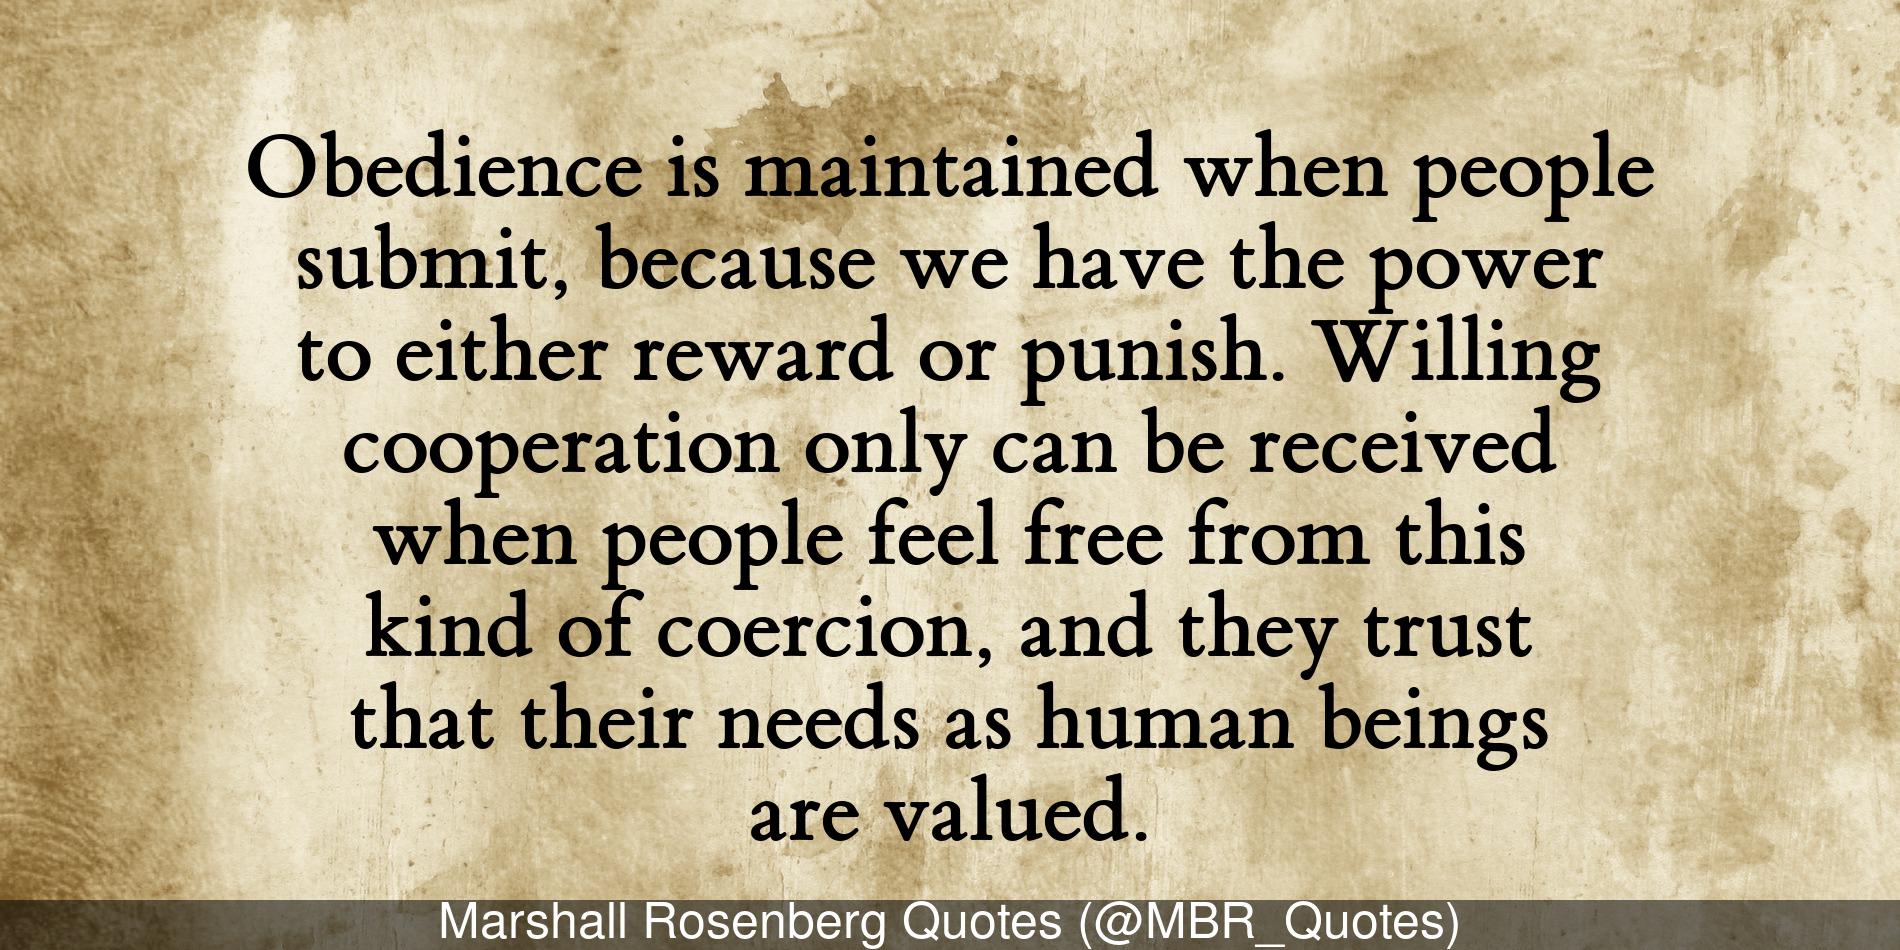 Obedience is maintained when people
submit, because we have the power
to either reward or punish. Willing
cooperation only can be received
when people feel free from this
kind of coercion, and they trust
that their needs as human beings
are valued.
Marshall Rosenberg Quotes (@MBR_Quotes)